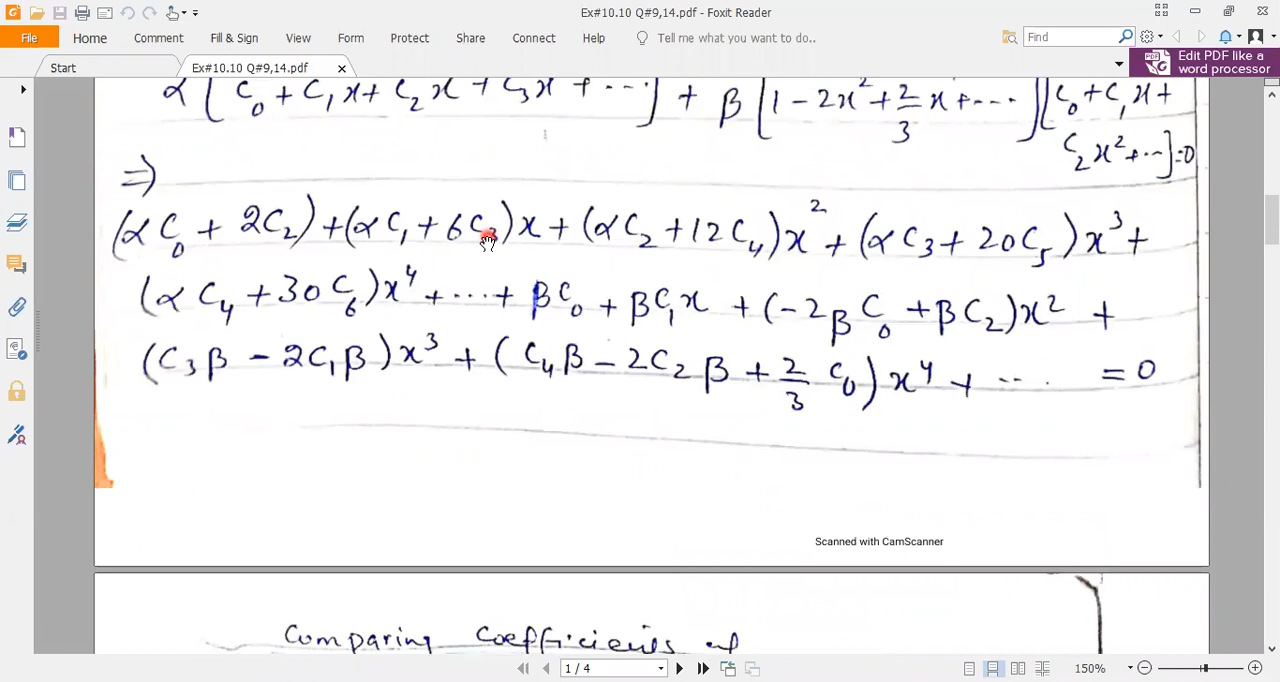 Ex#10.10 Q#9,14.pdf - Foxit Reader
File Home Comment Fill & Sign View Form Protect Share Connect Help Tell me what you want to do.. Find
Start Ex#10.10 Q#9,14.pdf Edit PDF like a word processor
α[C₀ + C₁x + C₂x + C₃x + ...] + β[1 - 2x² + 2/3 x + ...][C₀ + C₁x +
C₂x² + ...] = 0
⇒
(αC₀ + 2C₂) + (αC₁ + 6C₃)x + (αC₂ + 12C₄)x² + (αC₃ + 20C₅)x³ +
(αC₄ + 30C₆)x⁴ + ... + βC₀ + βC₁x + (-2βC₀ + βC₂)x² +
(C₃β - 2C₁β)x³ + (C₄β - 2C₂β + 2/3 C₀)x⁴ + ... = 0
Scanned with CamScanner
Comparing Coefficients of
1 / 4 150%